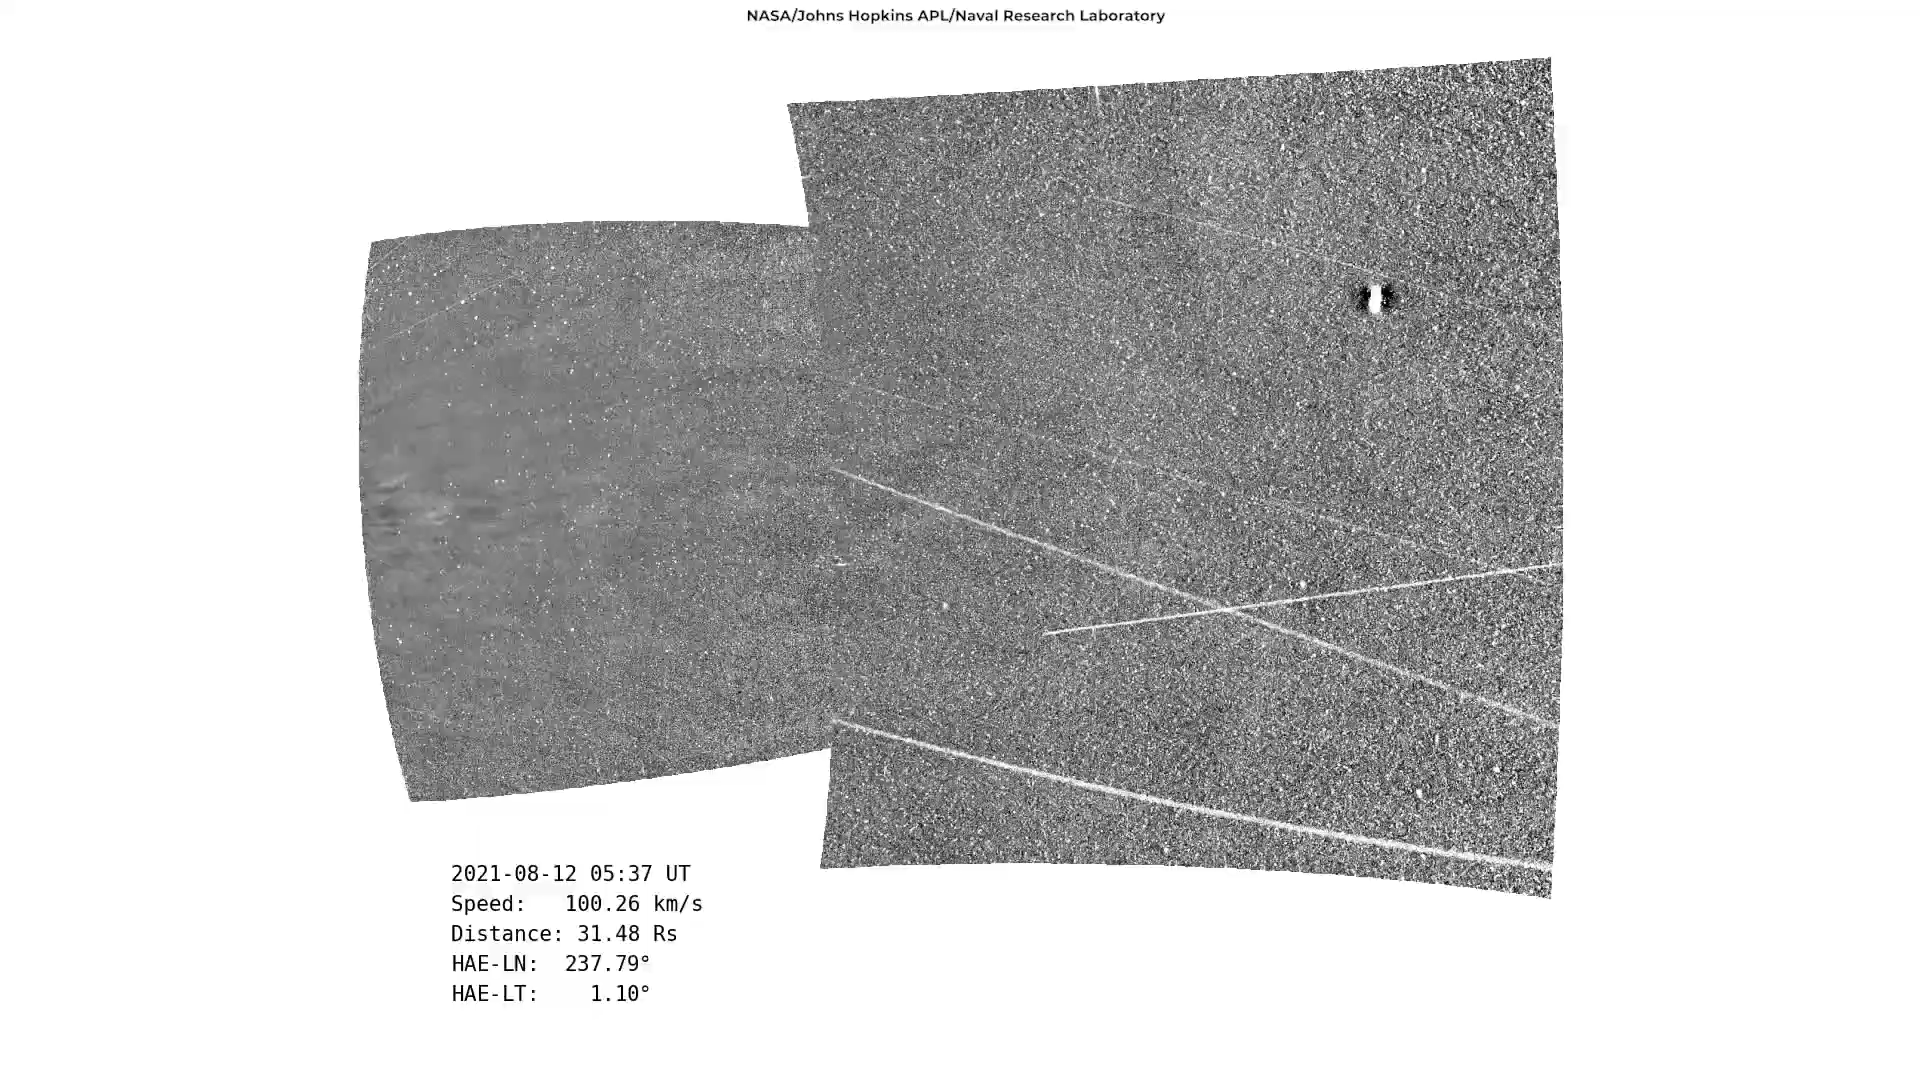 NASA/Johns Hopkins APL/Naval Research Laboratory
2021-08-12 05:37 UT
Speed: 100.26 km/s
Distance: 31.48 Rs
HAE-LN: 237.79°
HAE-LT: 1.10°